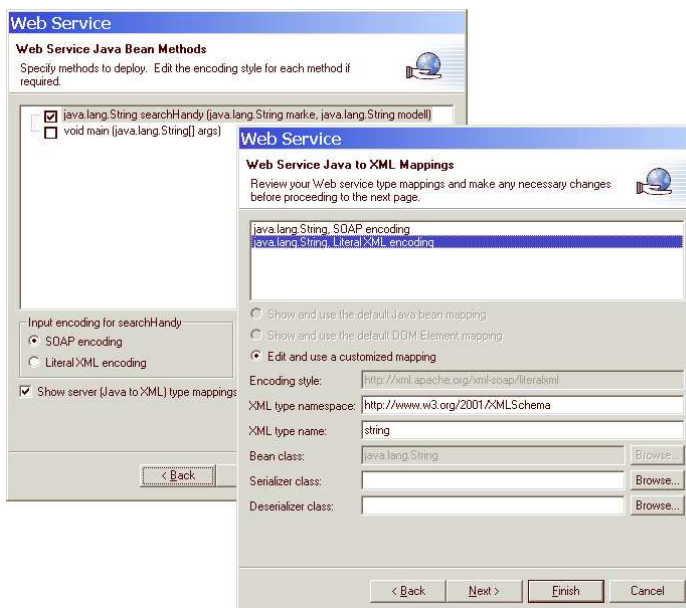 Web Service
Web Service Java Bean Methods
Specify methods to deploy. Edit the encoding style for each method if
required.
java.lang.String searchHandy (java.lang.String marke, java.lang.String modell)
void main (java.lang.String[] args)
Input encoding for searchHandy
SOAP encoding
Literal XML encoding
Show server (Java to XML) type mappings
< Back
Web Service
Web Service Java to XML Mappings
Review your Web service type mappings and make any necessary changes
before proceeding to the next page.
java.lang.String, SOAP encoding
java.lang.String, Literal XML encoding
Show and use the default Java bean mapping
Show and use the default DOM Element mapping
Edit and use a customized mapping
Encoding style: http://xml.apache.org/xml-soap/literalxml
XML type namespace: http://www.w3.org/2001/XMLSchema
XML type name: string
Bean class: java.lang.String Browse...
Serializer class: Browse...
Deserializer class: Browse...
< Back Next > Finish Cancel